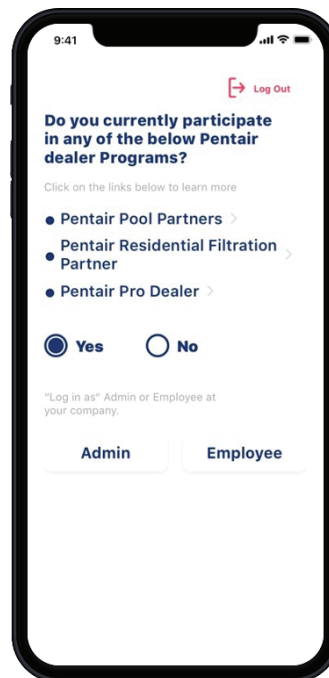 9:41
Log Out
Do you currently participate
in any of the below Pentair
dealer Programs?
Click on the links below to learn more
Pentair Pool Partners
Pentair Residential Filtration
Partner
Pentair Pro Dealer
Yes No
"Log in as" Admin or Employee at
your company.
Admin Employee